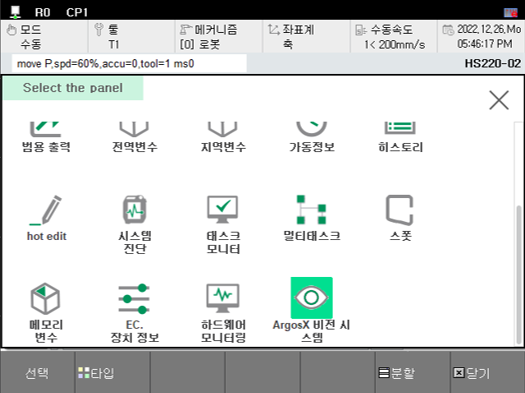 R0 CP1
모드 툴 메커니즘 좌표계 수동속도 2022,12,26,Mo
수동 T1 [0] 로봇 축 1< 200mm/s 05:46:17 PM
move P,spd=60%,accu=0,tool=1 ms0 HS220-02
Select the panel
범용 출력 전역변수 지역변수 가동정보 히스토리
hot edit 시스템 태스크 멀티태스크 스폿
진단 모니터
메모리 EC. 하드웨어 ArgosX 비전 시
변수 장치 정보 모니터링 스템
선택 타입 분할 닫기